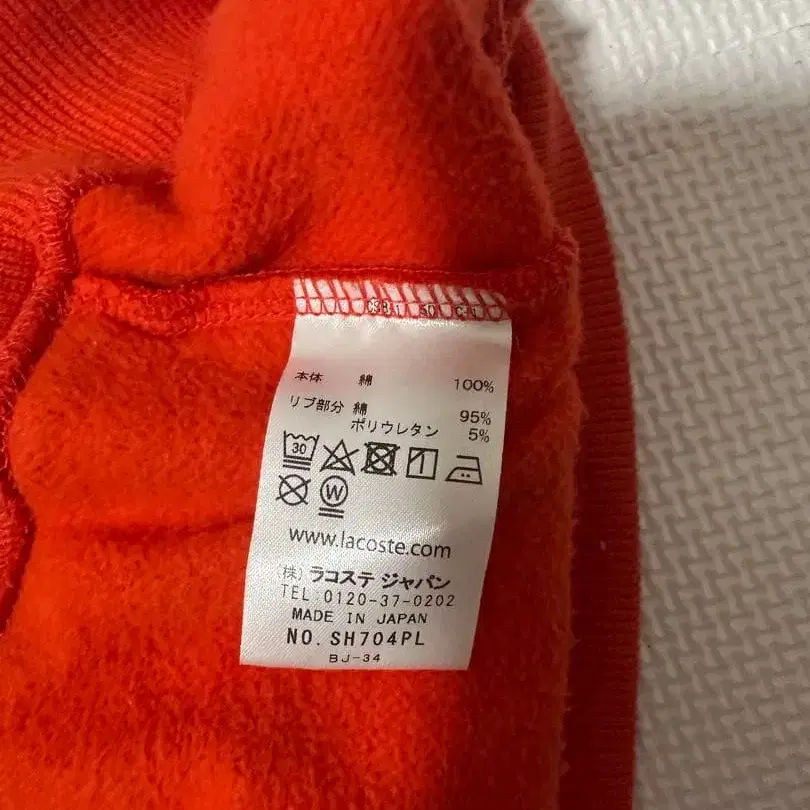 本体 綿 100%
リブ部分 綿 95%
ポリウレタン 5%
30
W
www.lacoste.com
(株) ラコステ ジャパン
TEL:0120-37-0202
MADE IN JAPAN
NO. SH704PL
BJ-34